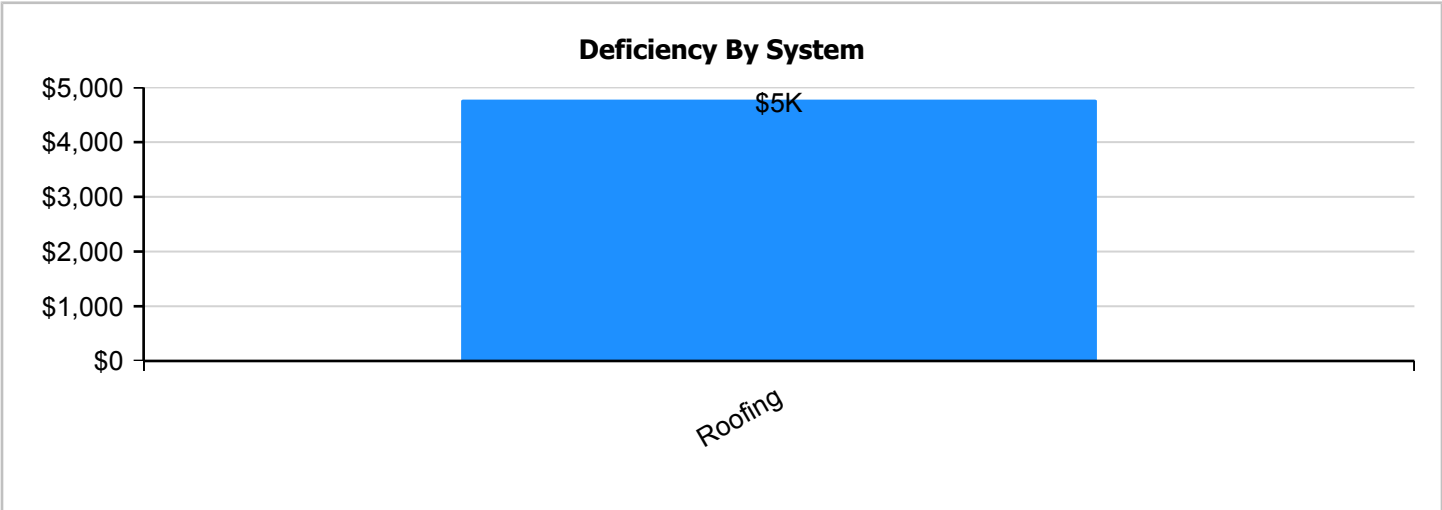 Deficiency By System
$5,000
$5K
$4,000
$3,000
$2,000
$1,000
$0
Roofing